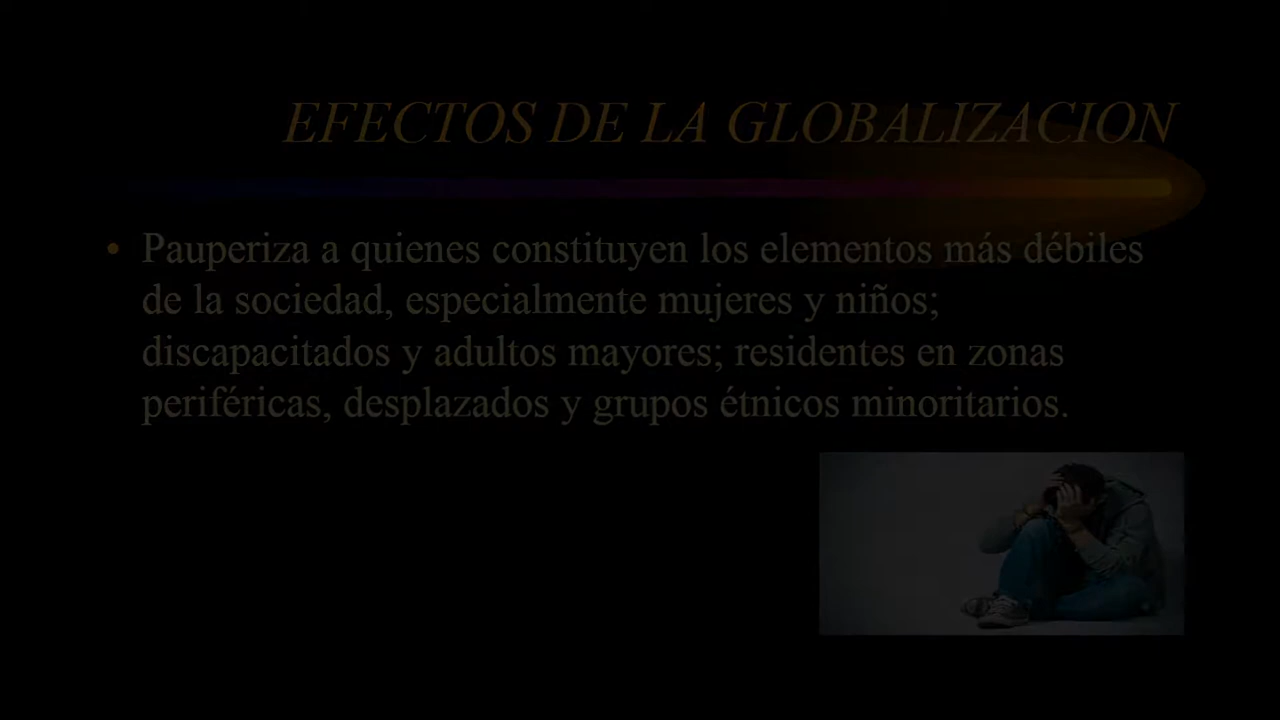 EFECTOS DE LA GLOBALIZACION
• Pauperiza a quienes constituyen los elementos más débiles
de la sociedad, especialmente mujeres y niños;
discapacitados y adultos mayores; residentes en zonas
periféricas, desplazados y grupos étnicos minoritarios.